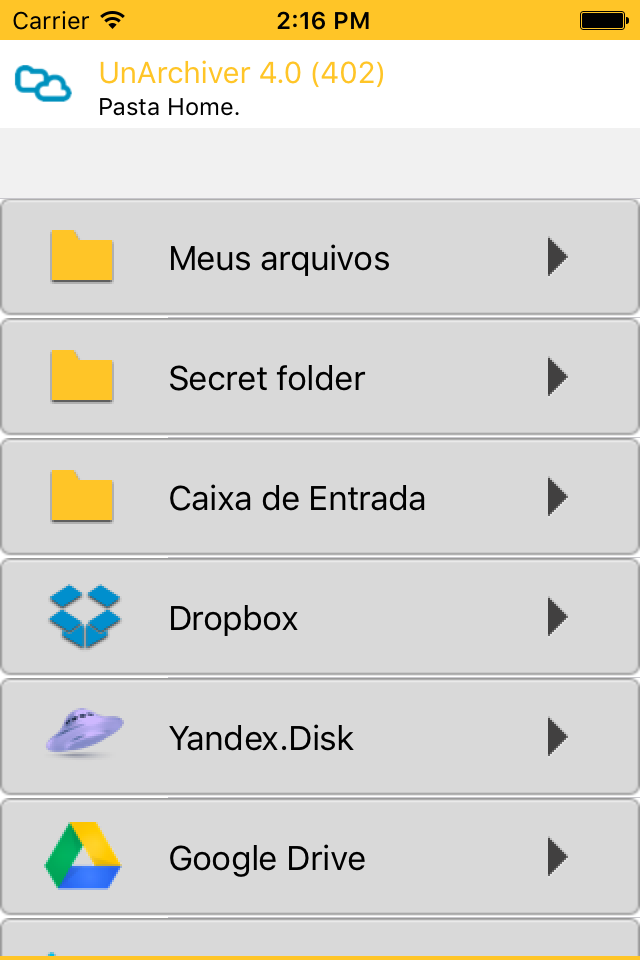 Carrier 2:16 PM
UnArchiver 4.0 (402)
Pasta Home.
Meus arquivos
Secret folder
Caixa de Entrada
Dropbox
Yandex.Disk
Google Drive